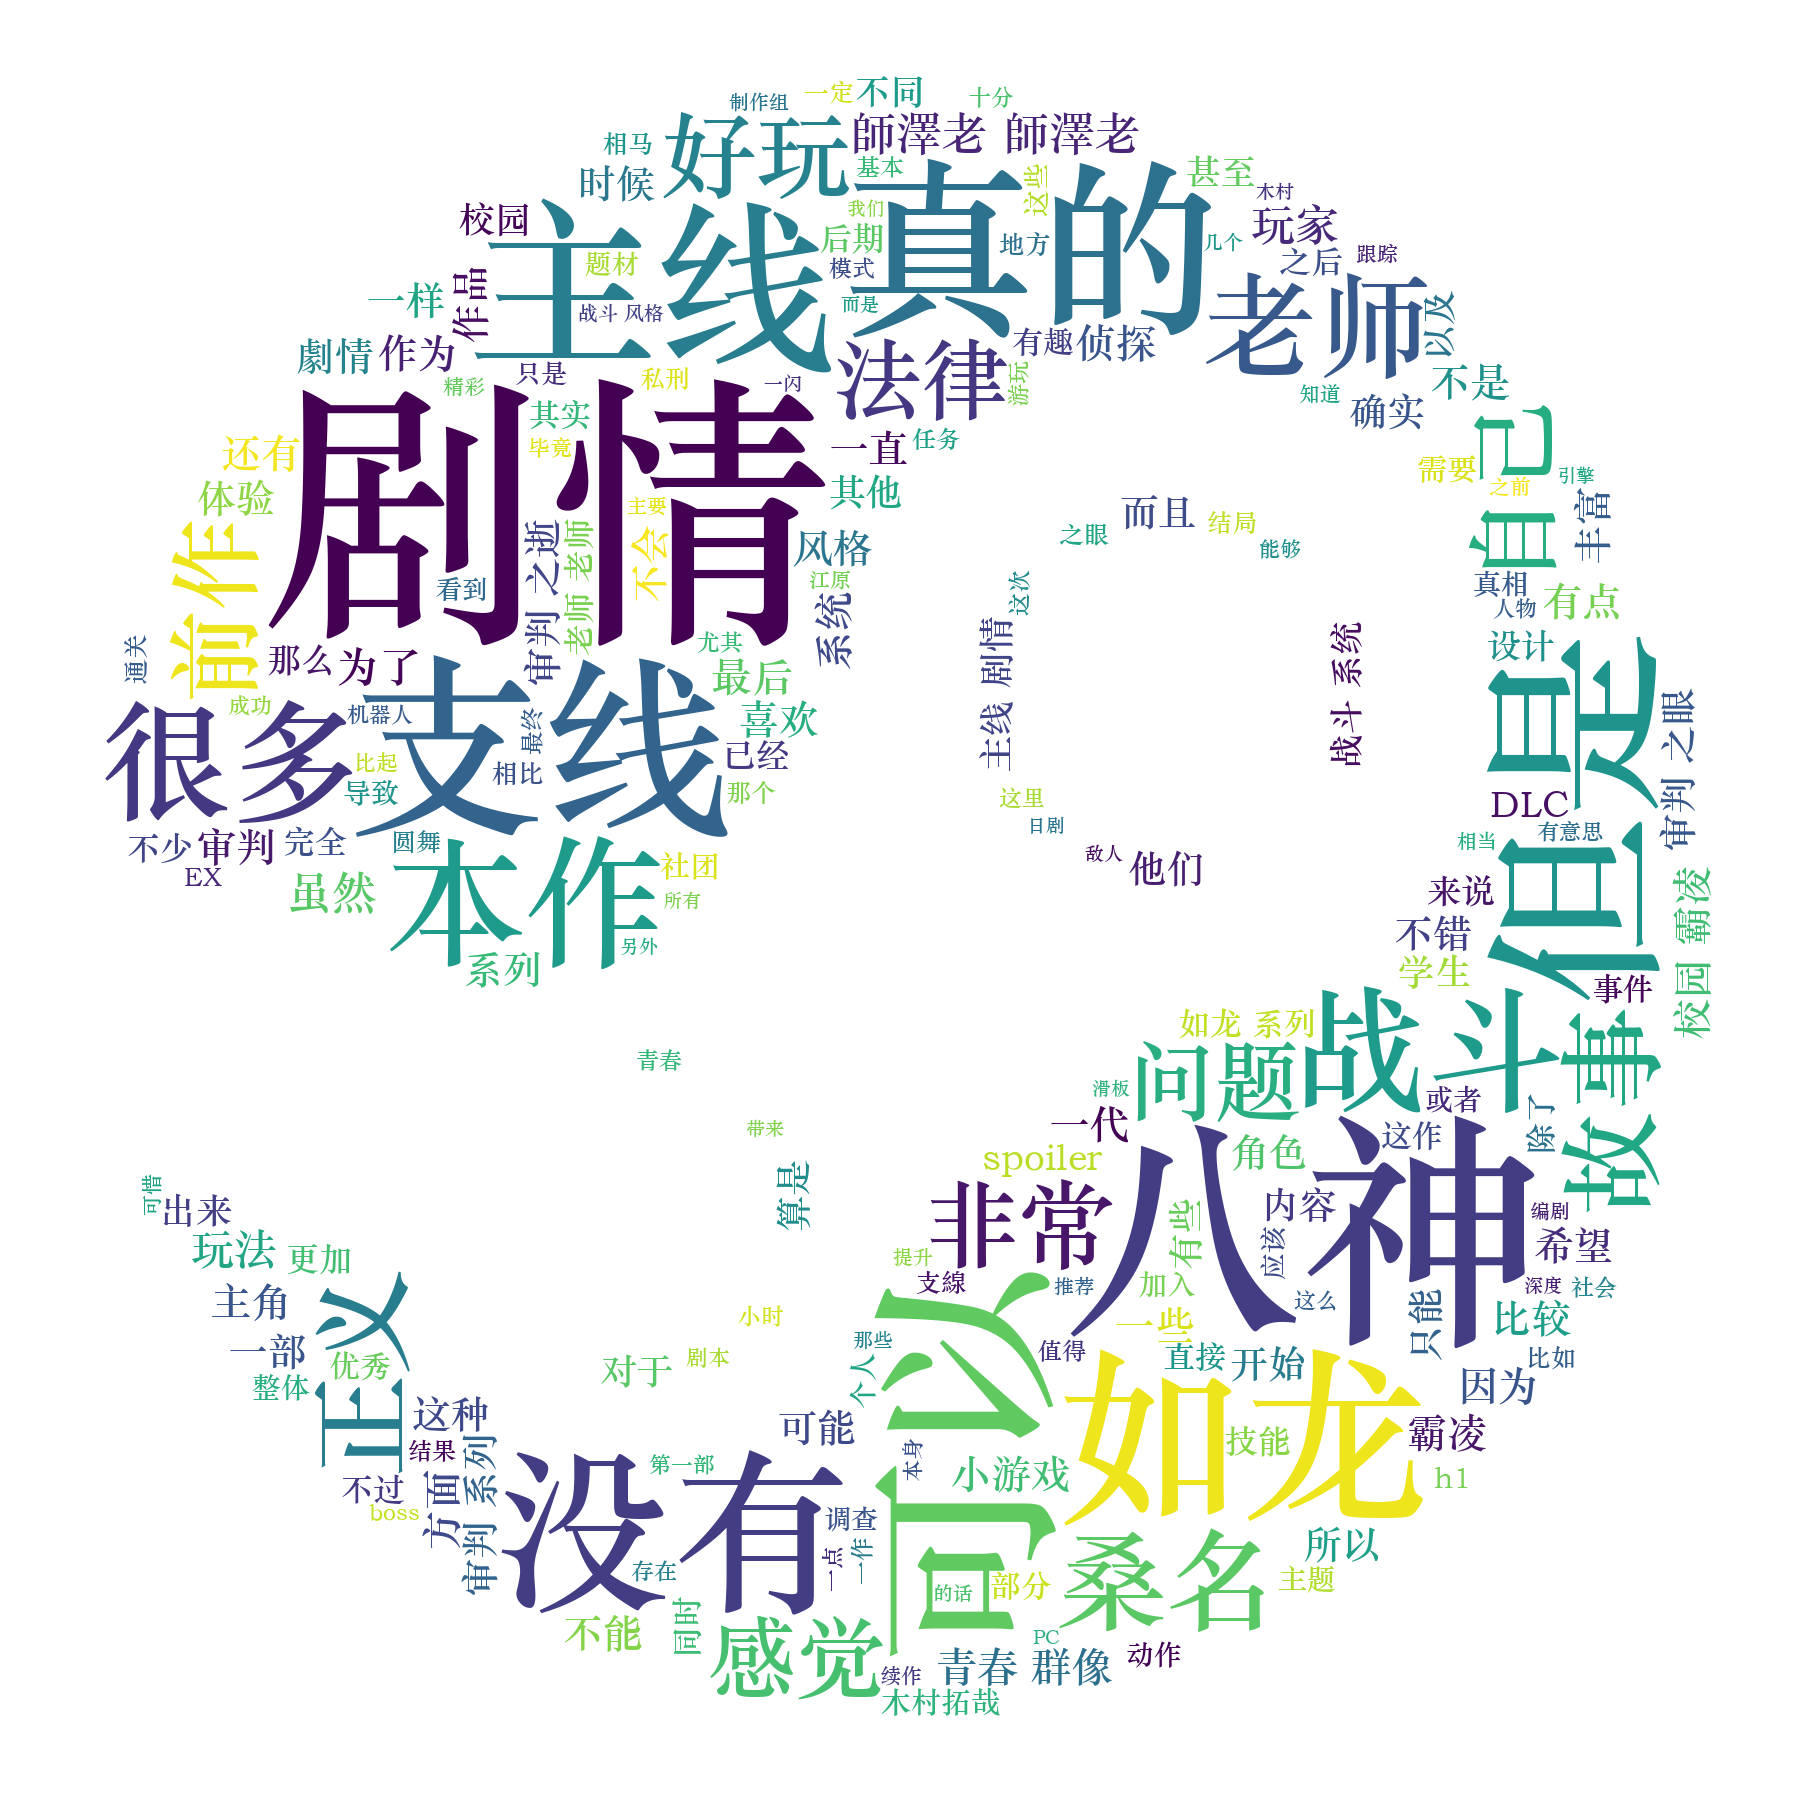 制作组
一定
不同
十分
相马
好玩
師澤老 師澤老
时候
基本
这些
甚至
木村
校园
主线
真的
我们
玩家
后期
地方
几个
题材
模式
之后
跟踪
一样
作品
战斗 风格
而是
老师
以及
劇情
作为
只是
私刑
一闪
法律
有趣
侦探
不是
精彩
游玩
知道
确实
自己
剧情
其实
毕竟
一直
任务
还有
体验
主要
其他
需要
之前
引擎
前作
不会
风格
之眼
而且
结局
能够
丰富
审判 之逝
老师 老师
看到
江原
系统
这次
真相
人物
有点
通关
那么
为了
尤其
最后
主线 剧情
战斗 系统
设计
但是
成功
机器人
最终
喜欢
很多
支线
已经
审判 之眼
比起
相比
导致
那个
这里
日剧
DLC
有意思
不少
审判
完全
圆舞
本作
社团
敌人
他们
相当
EX
虽然
所有
来说
校园 霸凌
系列
另外
不错
学生
事件
如龙 系列
战斗
故事
青春
问题
滑板
一代
或者
除了
带来
spoiler
角色
这作
可惜
出来
算是
非常
八神
内容
编剧
玩法
更加
有些
应该
希望
提升
支線
推荐
加入
这么
深度
社会
主角
正义
小时
可以
一些
只能
比较
一部
那些
值得
直接
开始
比如
优秀
整体
对于
剧本
个人
如龙
因为
这种
可能
技能
霸凌
结果
系列
没有
第一部
本身
小游戏
h1
不过
方面
boss
调查
审判
存在
一点
一作
的话
部分
桑名
主题
所以
不能
同时
感觉
PC
续作
青春 群像
动作
木村拓哉